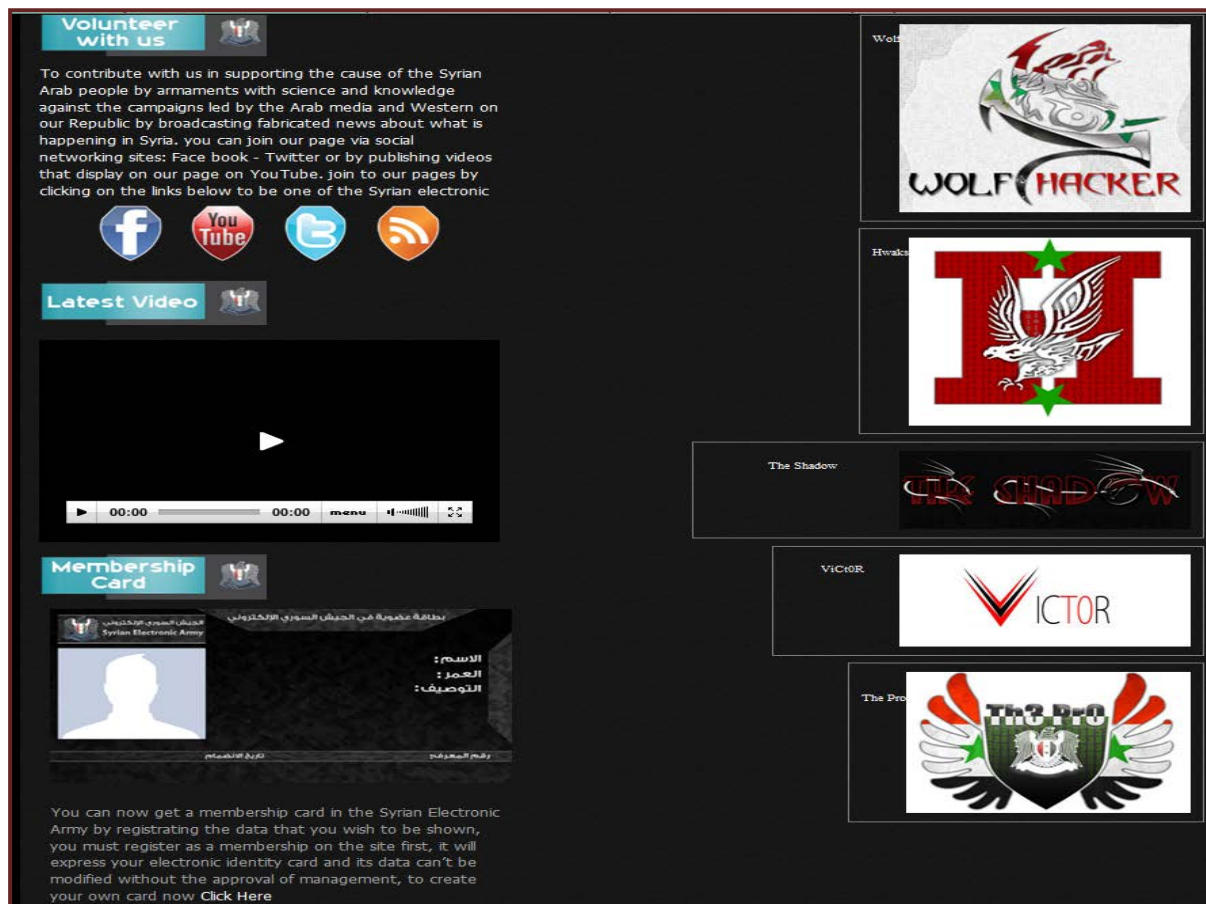 Volunteer
with us
To contribute with us in supporting the cause of the Syrian
Arab people by armaments with science and knowledge
against the campaigns led by the Arab media and Western on
our Republic by broadcasting fabricated news about what is
happening in Syria. you can join our page via social
networking sites: Face book - Twitter or by publishing videos
that display on our page on YouTube. join to our pages by
clicking on the links below to be one of the Syrian electronic
f
You
Tube
t
Latest Video
00:00 00:00 menu
Membership
Card
الجيش السوري الإلكتروني
Syrian Electronic Army
بطاقة عضوية في الجيش السوري الإلكتروني
الاسم:
العمر:
التوصيف:
تاريخ الانضمام
رقم المعرف
You can now get a membership card in the Syrian Electronic
Army by registrating the data that you wish to be shown,
you must register as a membership on the site first, it will
express your electronic identity card and its data can't be
modified without the approval of management, to create
your own card now Click Here
Wolf
WOLF HACKER
Hwaks
H
The Shadow
THE SHADOW
ViCt0R
VICTOR
The Pro
Th3 Pr0